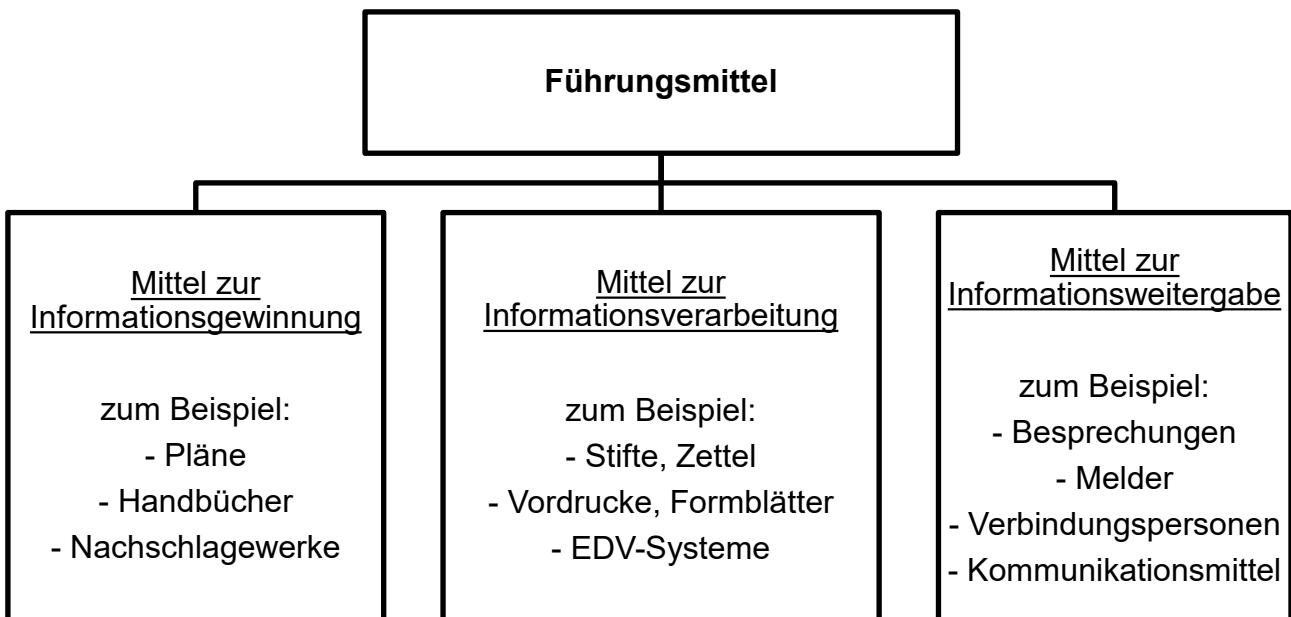 Führungsmittel
Mittel zur
Informationsgewinnung
zum Beispiel:
- Pläne
- Handbücher
- Nachschlagewerke
Mittel zur
Informationsverarbeitung
zum Beispiel:
- Stifte, Zettel
- Vordrucke, Formblätter
- EDV-Systeme
Mittel zur
Informationsweitergabe
zum Beispiel:
- Besprechungen
- Melder
- Verbindungspersonen
- Kommunikationsmittel